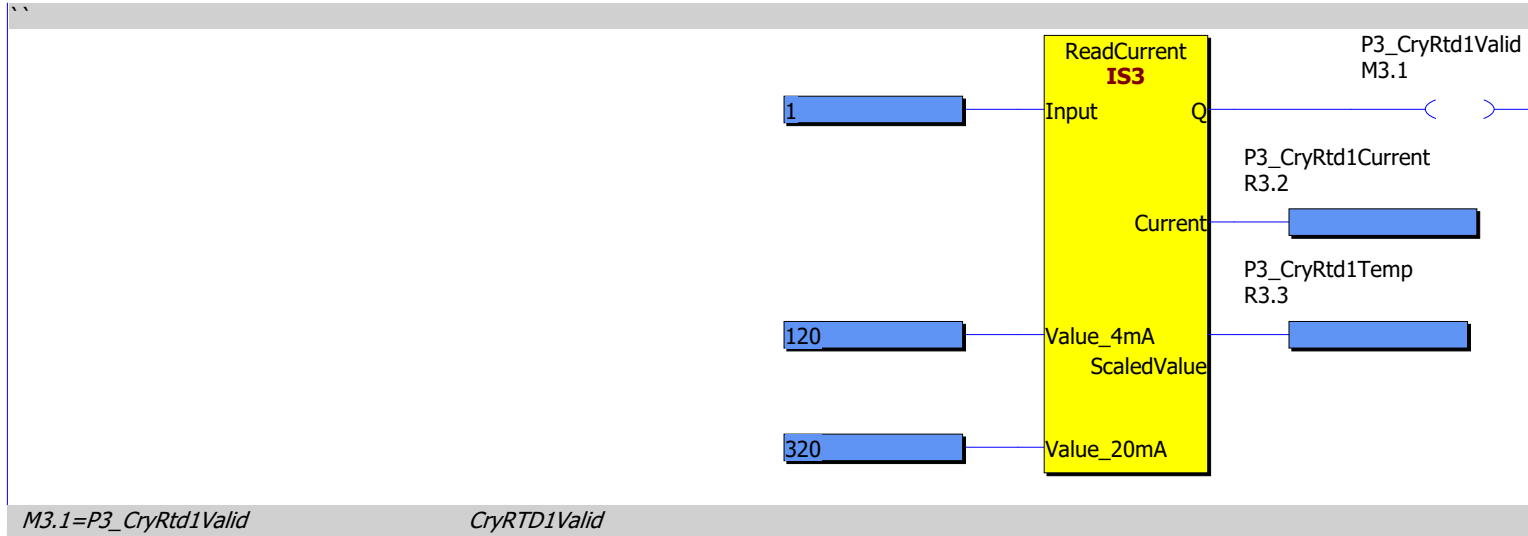 ``
ReadCurrent
IS3
P3_CryRtd1Valid
M3.1
1
Input
Q
P3_CryRtd1Current
R3.2
Current
P3_CryRtd1Temp
R3.3
120
Value_4mA
ScaledValue
320
Value_20mA
M3.1=P3_CryRtd1Valid CryRTD1Valid